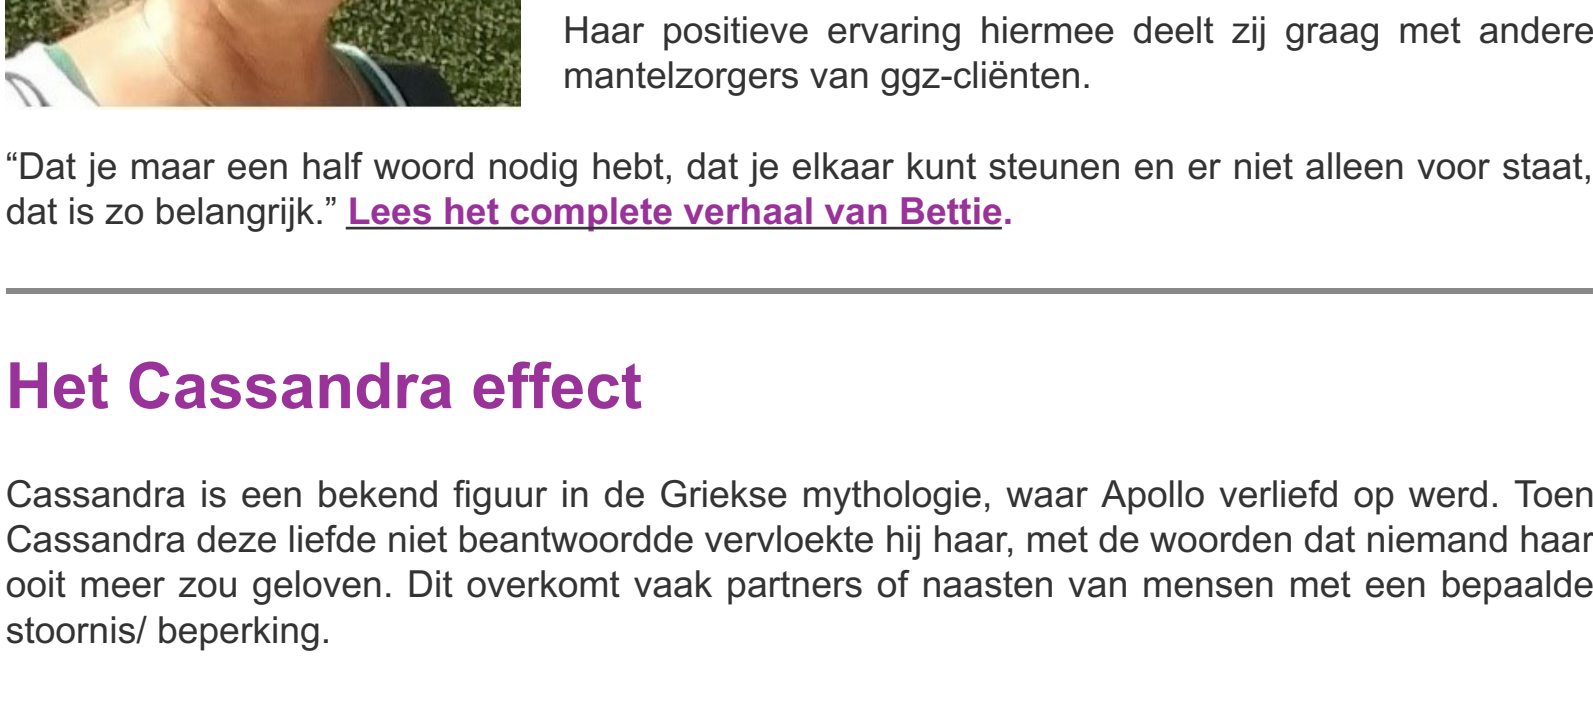 Haar positieve ervaring hiermee deelt zij graag met andere
mantelzorgers van ggz-cliënten.
“Dat je maar een half woord nodig hebt, dat je elkaar kunt steunen en er niet alleen voor staat,
dat is zo belangrijk.” Lees het complete verhaal van Bettie.
Het Cassandra effect
Cassandra is een bekend figuur in de Griekse mythologie, waar Apollo verliefd op werd. Toen
Cassandra deze liefde niet beantwoordde vervloekte hij haar, met de woorden dat niemand haar
ooit meer zou geloven. Dit overkomt vaak partners of naasten van mensen met een bepaalde
stoornis/ beperking.